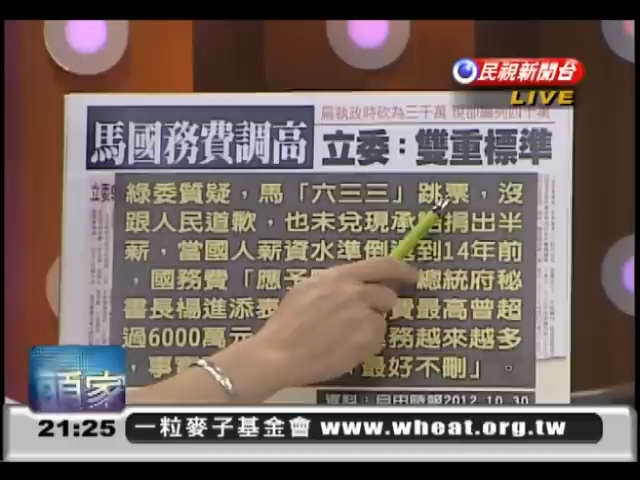 民視新聞台
LIVE
扁執政時砍為三千萬 現卻編列四千萬
馬國務費調高
立委:雙重標準
綠委質疑,馬「六三三」跳票,沒
跟人民道歉,也未兌現承諾捐出半
薪,當國人薪資水準倒退到14年前
,國務費「應予 總統府秘
書長楊進添表 費最高曾超
過6000萬元 務越來越多
,事 最好不刪」。
資料:自由時報2012.10.30
頭家
21:25
一粒麥子基金會 www.wheat.org.tw